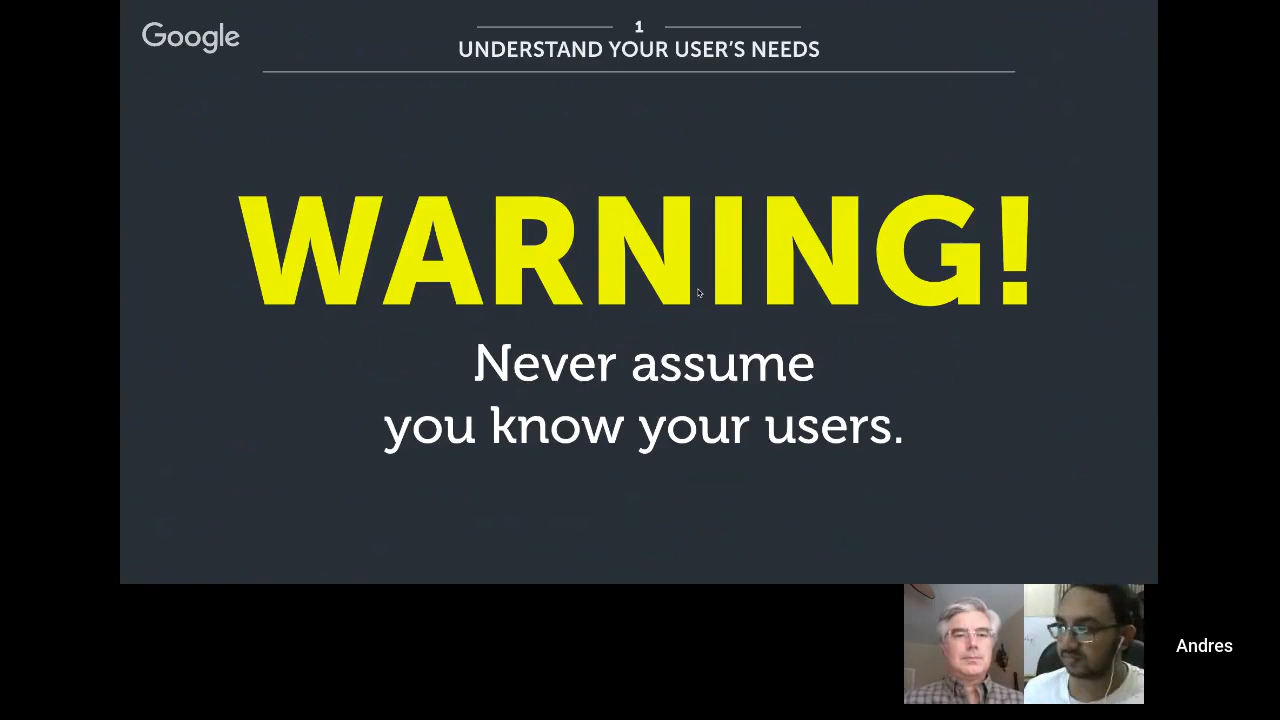 Google
1
UNDERSTAND YOUR USER'S NEEDS
WARNING!
Never assume
you know your users.
Andres